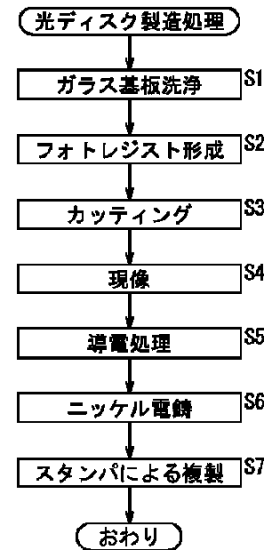 光ディスク製造処理
ガラス基板洗浄 S1
フォトレジスト形成 S2
カッティング S3
現像 S4
導電処理 S5
ニッケル電鋳 S6
スタンパによる複製 S7
おわり